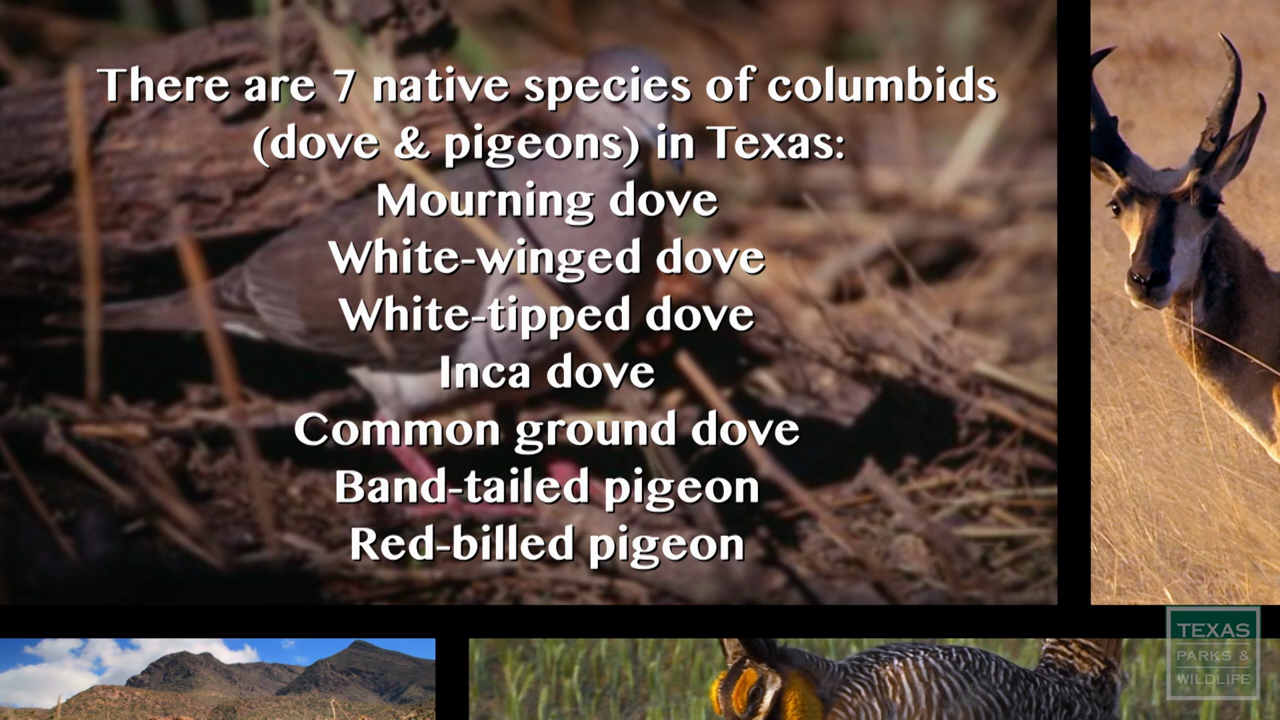 There are 7 native species of columbids
(dove & pigeons) in Texas:
Mourning dove
White-winged dove
White-tipped dove
Inca dove
Common ground dove
Band-tailed pigeon
Red-billed pigeon
TEXAS
PARKS &
WILDLIFE